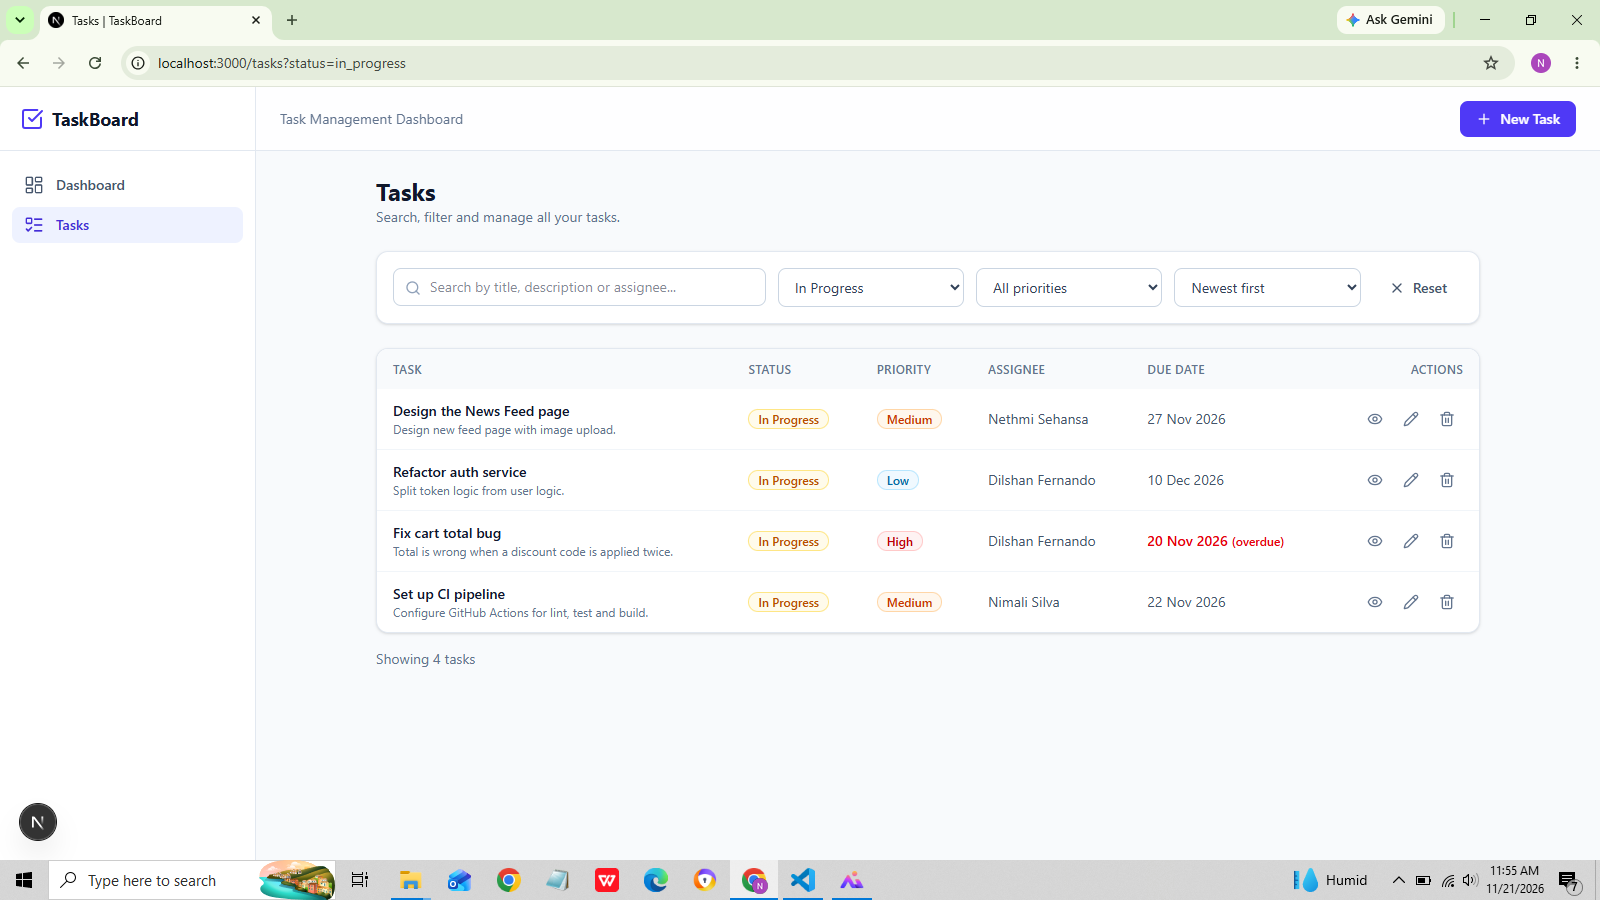 Tasks | TaskBoard
Ask Gemini
localhost:3000/tasks?status=in_progress
N
TaskBoard
Task Management Dashboard
+ New Task
Dashboard
Tasks
Tasks
Search, filter and manage all your tasks.
Search by title, description or assignee...
In Progress
All priorities
Newest first
Reset
TASK STATUS PRIORITY ASSIGNEE DUE DATE ACTIONS
Design the News Feed page
Design new feed page with image upload.
In Progress Medium Nethmi Sehansa 27 Nov 2026
Refactor auth service
Split token logic from user logic.
In Progress Low Dilshan Fernando 10 Dec 2026
Fix cart total bug
Total is wrong when a discount code is applied twice.
In Progress High Dilshan Fernando 20 Nov 2026 (overdue)
Set up CI pipeline
Configure GitHub Actions for lint, test and build.
In Progress Medium Nimali Silva 22 Nov 2026
Showing 4 tasks
N
Type here to search
W
N
Humid
11:55 AM
11/21/2026
7